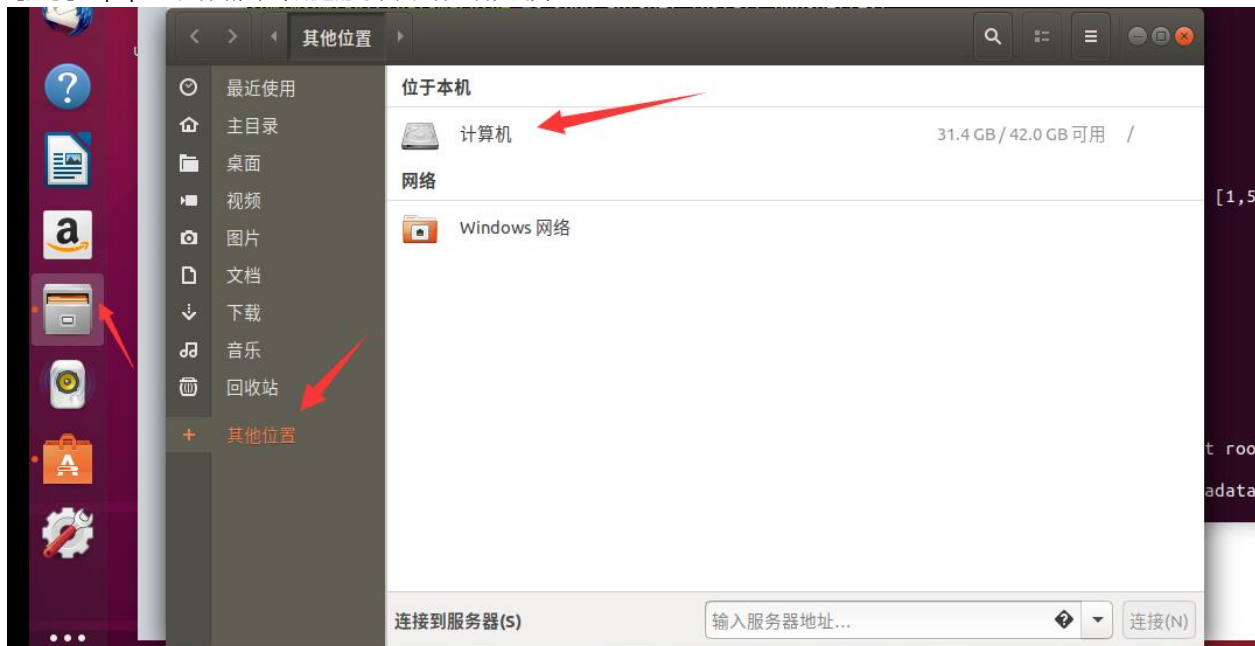 其他位置
最近使用
主目录
桌面
视频
图片
文档
下载
音乐
回收站
+ 其他位置
位于本机
计算机 31.4 GB / 42.0 GB 可用 /
网络
Windows 网络
连接到服务器(S) 输入服务器地址... 连接(N)
[1,5
t roo
adata